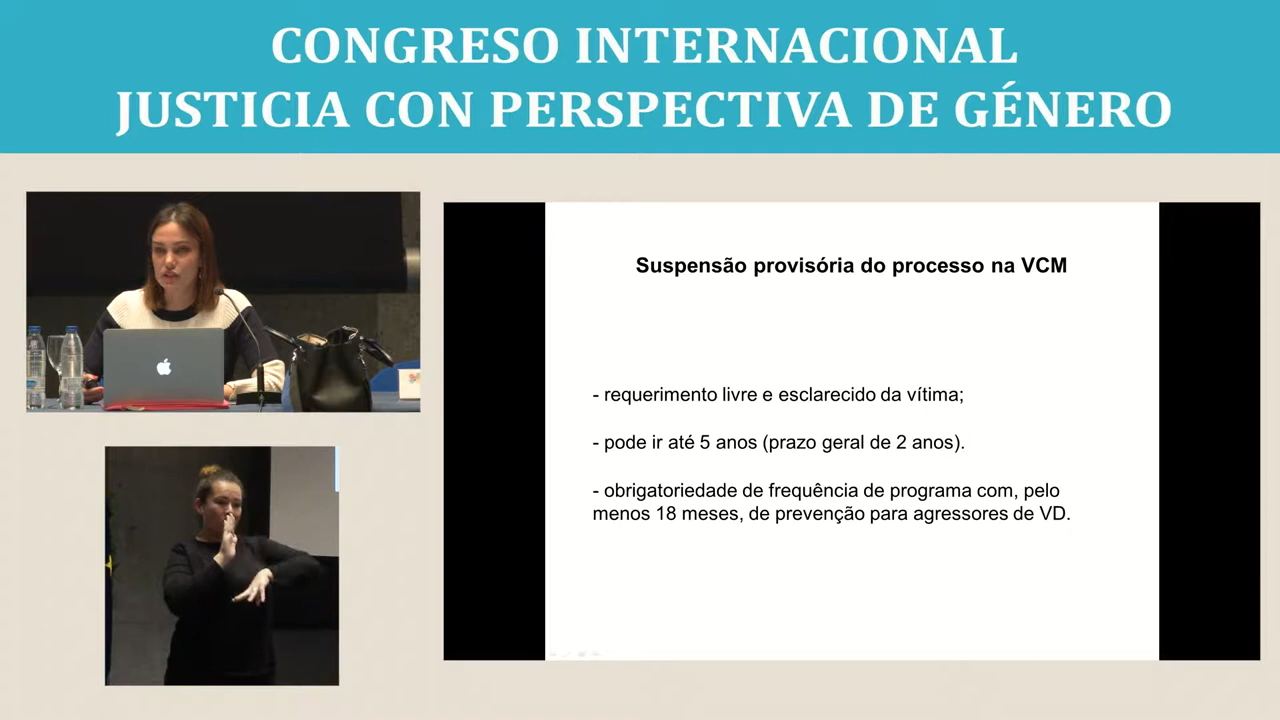 CONGRESO INTERNACIONAL
JUSTICIA CON PERSPECTIVA DE GÉNERO
Suspensão provisória do processo na VCM
- requerimento livre e esclarecido da vítima;
- pode ir até 5 anos (prazo geral de 2 anos).
- obrigatoriedade de frequência de programa com, pelo
menos 18 meses, de prevenção para agressores de VD.